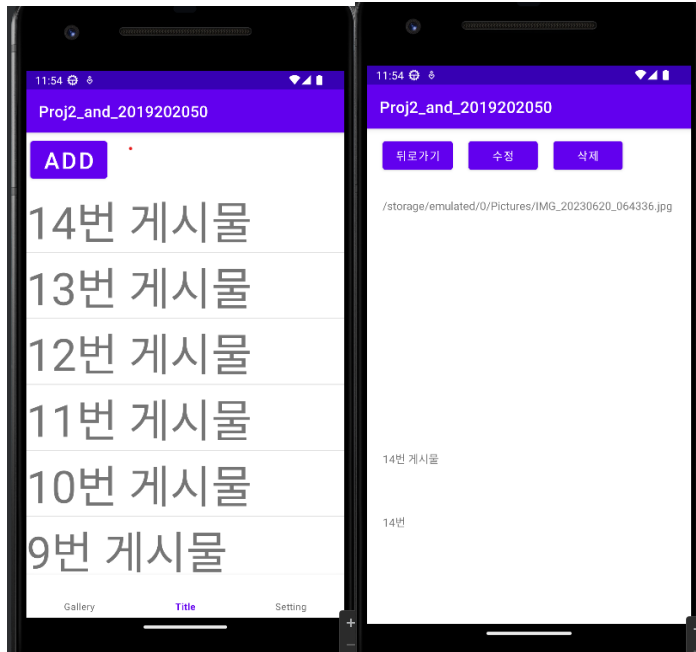 11:54
Proj2_and_2019202050
ADD
14번 게시물
13번 게시물
12번 게시물
11번 게시물
10번 게시물
9번 게시물
Gallery Title Setting
11:54
Proj2_and_2019202050
뒤로가기 수정 삭제
/storage/emulated/0/Pictures/IMG_20230620_064336.jpg
14번 게시물
14번